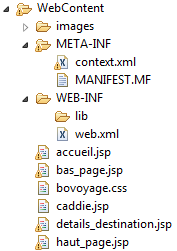 WebContent
images
META-INF
context.xml
MANIFEST.MF
WEB-INF
lib
web.xml
accueil.jsp
bas_page.jsp
bovoyage.css
caddie.jsp
details_destination.jsp
haut_page.jsp